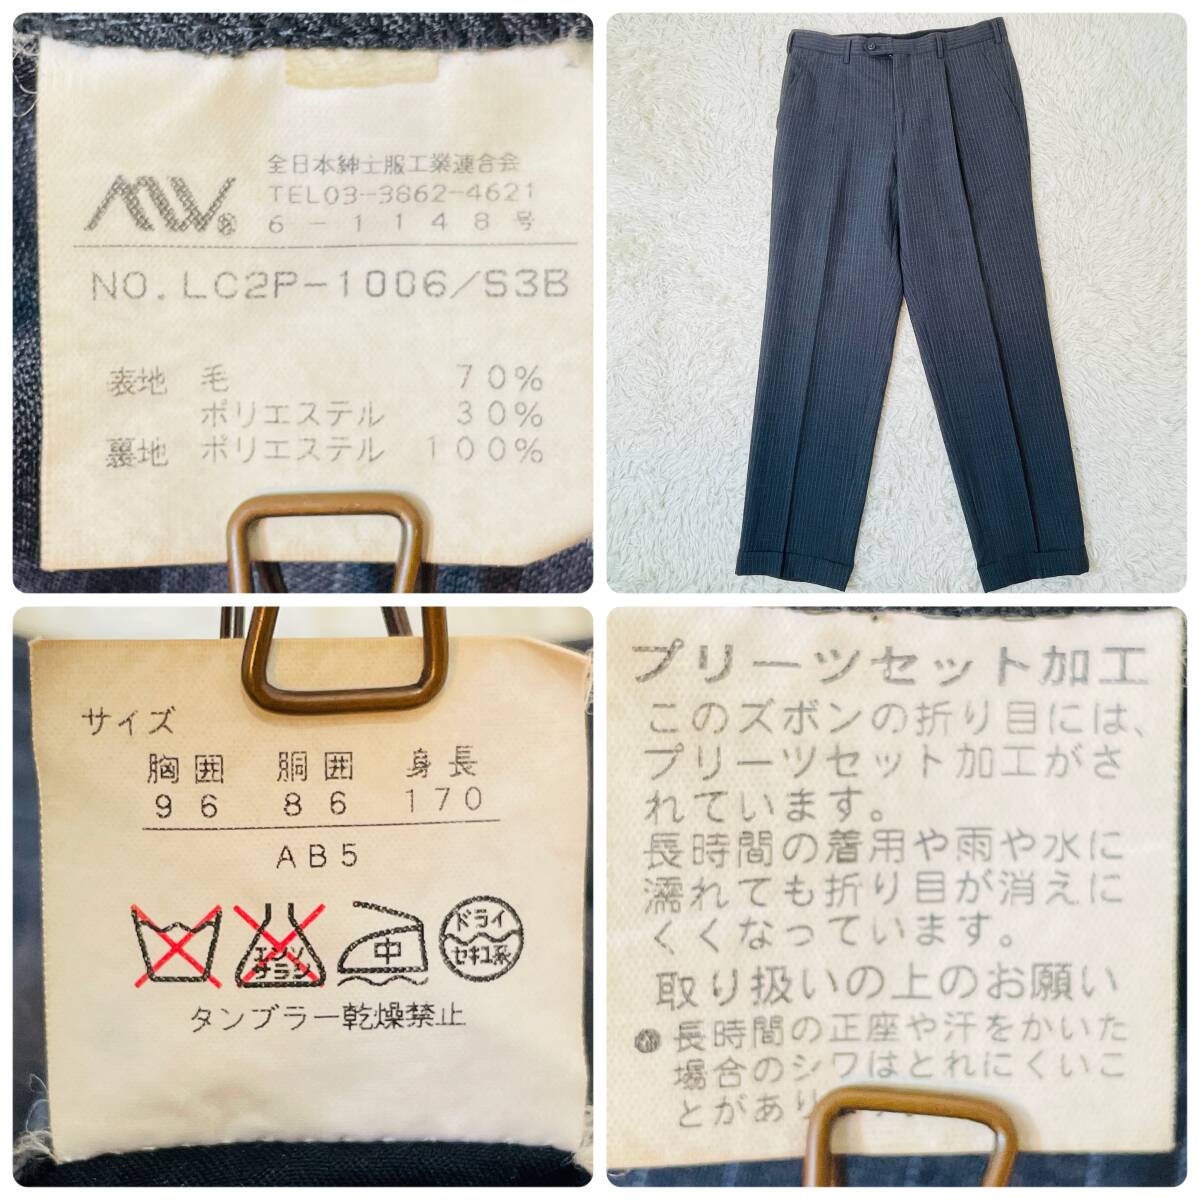 MW®
全日本紳士服工業連合会
TEL03-3862-4621
6-1148号
NO. LC2P-1006/S3B
表地 毛 70%
ポリエステル 30%
裏地 ポリエステル 100%
サイズ
胸囲 胴囲 身長
96 86 170
AB5
エンソサラシ
中
ドライ
セキユ系
タンブラー乾燥禁止
プリーツセット加工
このズボンの折り目には、
プリーツセット加工がさ
れています。
長時間の着用や雨や水に
濡れても折り目が消えに
くくなっています。
取り扱いの上のお願い
●長時間の正座や汗をかいた
場合のシワはとれにくいこ
とがあり